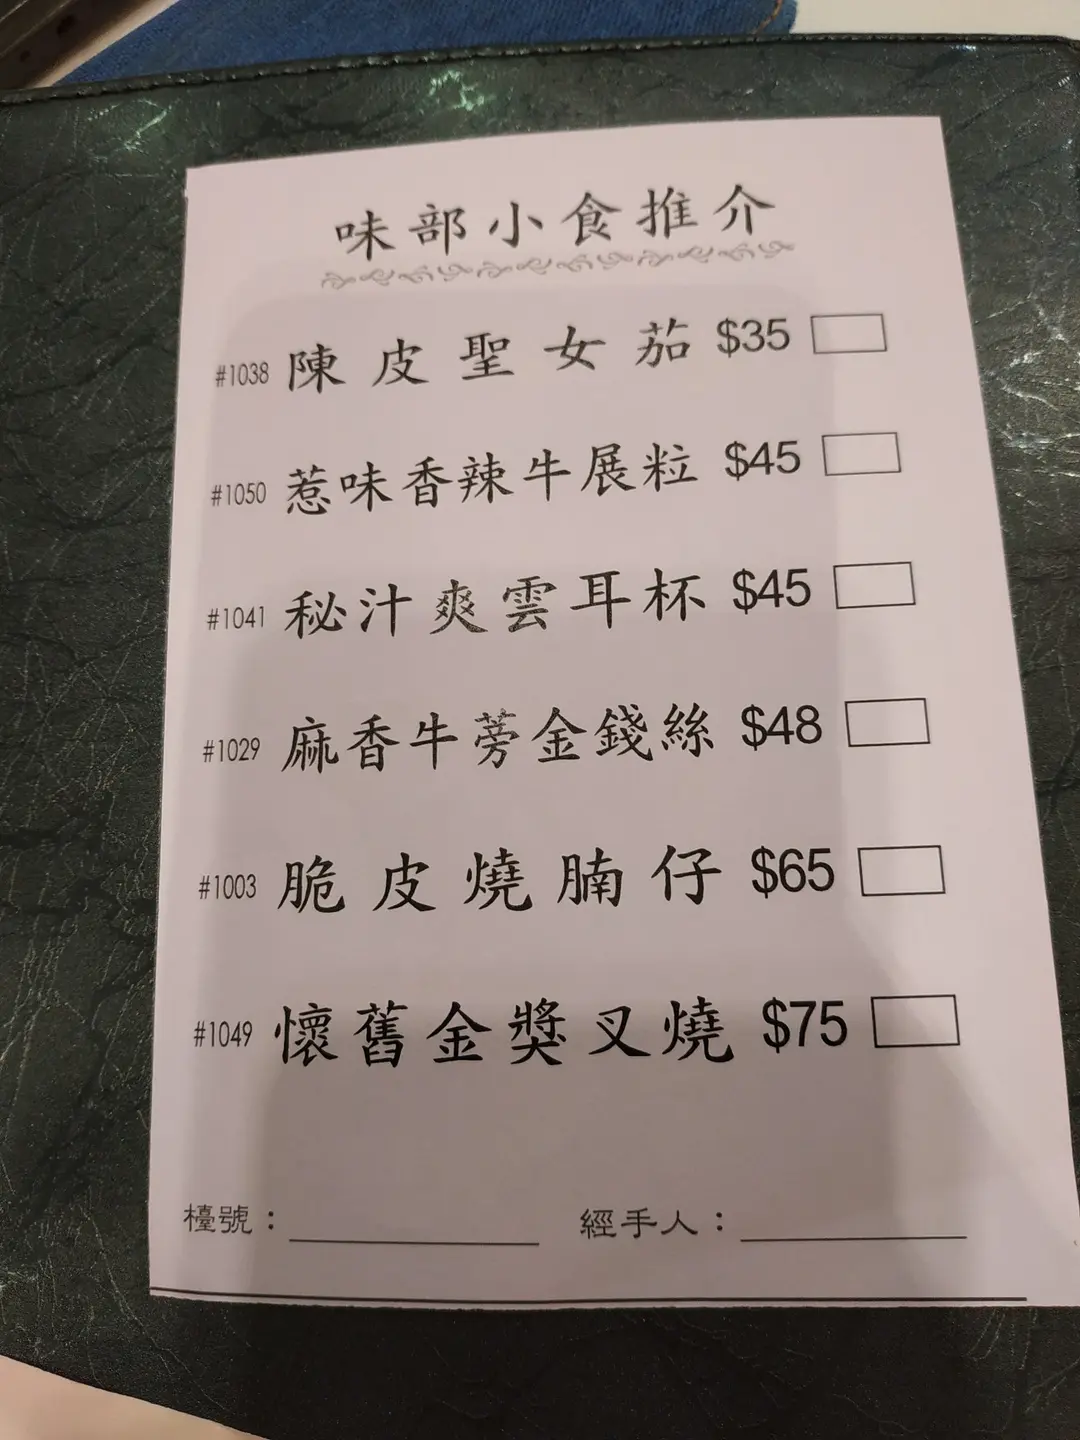 味部小食推介
#1038 陳皮聖女茄 $35
#1050 惹味香辣牛展粒 $45
#1041 秘汁爽雲耳杯 $45
#1029 麻香牛蒡金錢絲 $48
#1003 脆皮燒腩仔 $65
#1049 懷舊金獎叉燒 $75
檯號： 經手人：